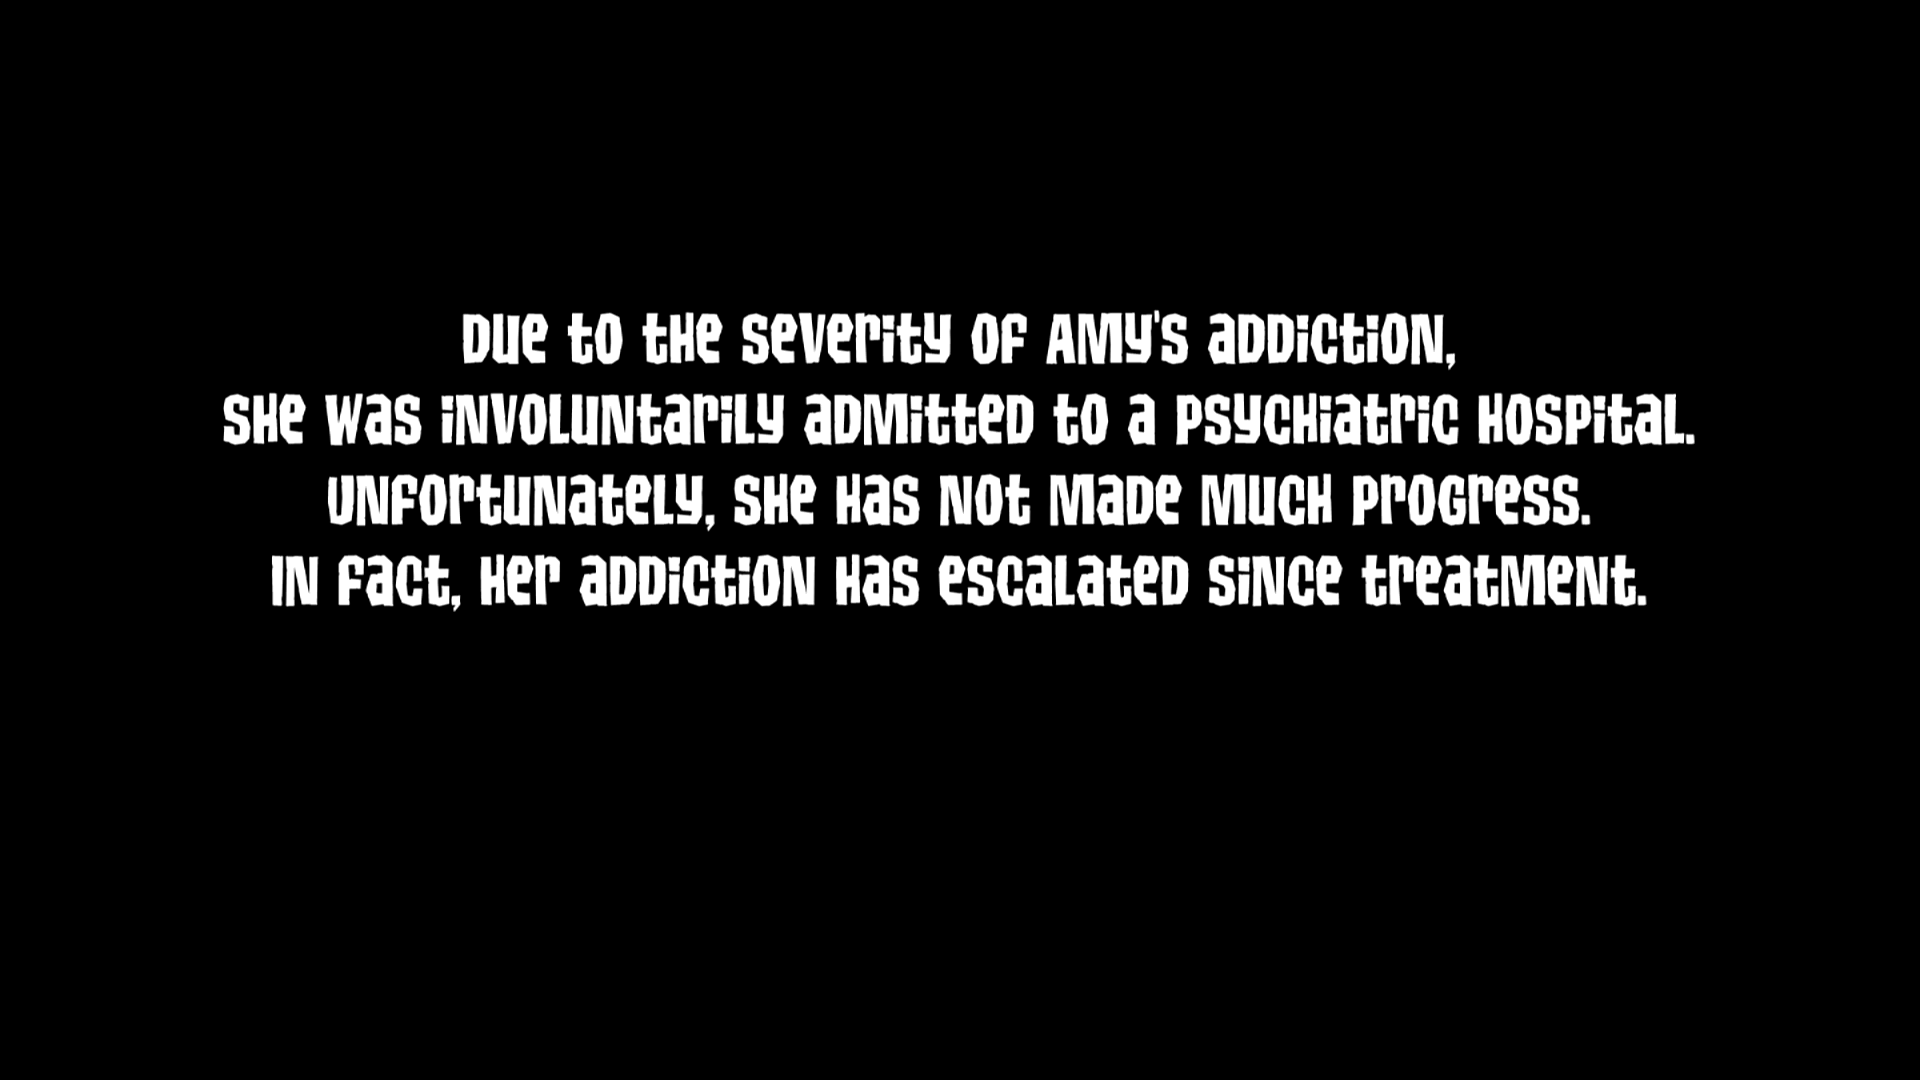 Due to the severity of Amy's addiction,
she was involuntarily admitted to a psychiatric hospital.
Unfortunately, she has not made much progress.
In fact, her addiction has escalated since treatment.